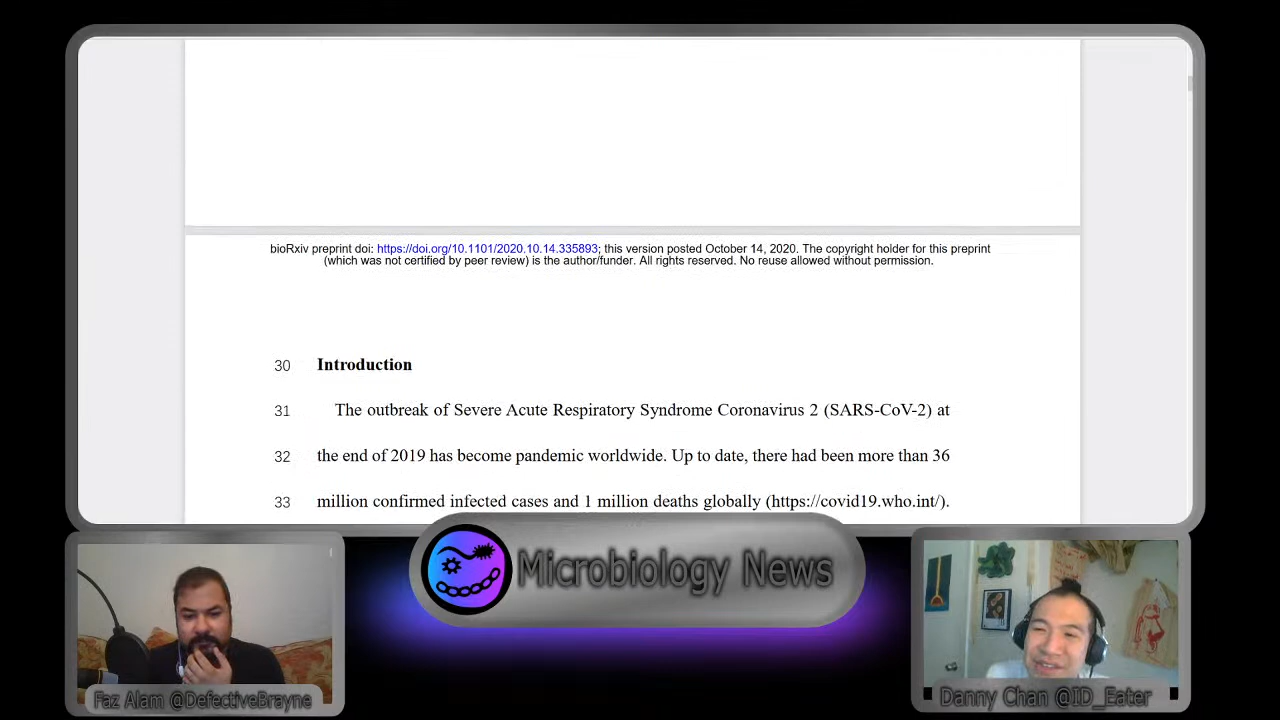 bioRxiv preprint doi: https://doi.org/10.1101/2020.10.14.335893; this version posted October 14, 2020. The copyright holder for this preprint
(which was not certified by peer review) is the author/funder. All rights reserved. No reuse allowed without permission.
30 Introduction
31 The outbreak of Severe Acute Respiratory Syndrome Coronavirus 2 (SARS-CoV-2) at
32 the end of 2019 has become pandemic worldwide. Up to date, there had been more than 36
33 million confirmed infected cases and 1 million deaths globally (https://covid19.who.int/).
Microbiology News
Faz Alam @DefectiveBrayne
Danny Chan @ID_Eater